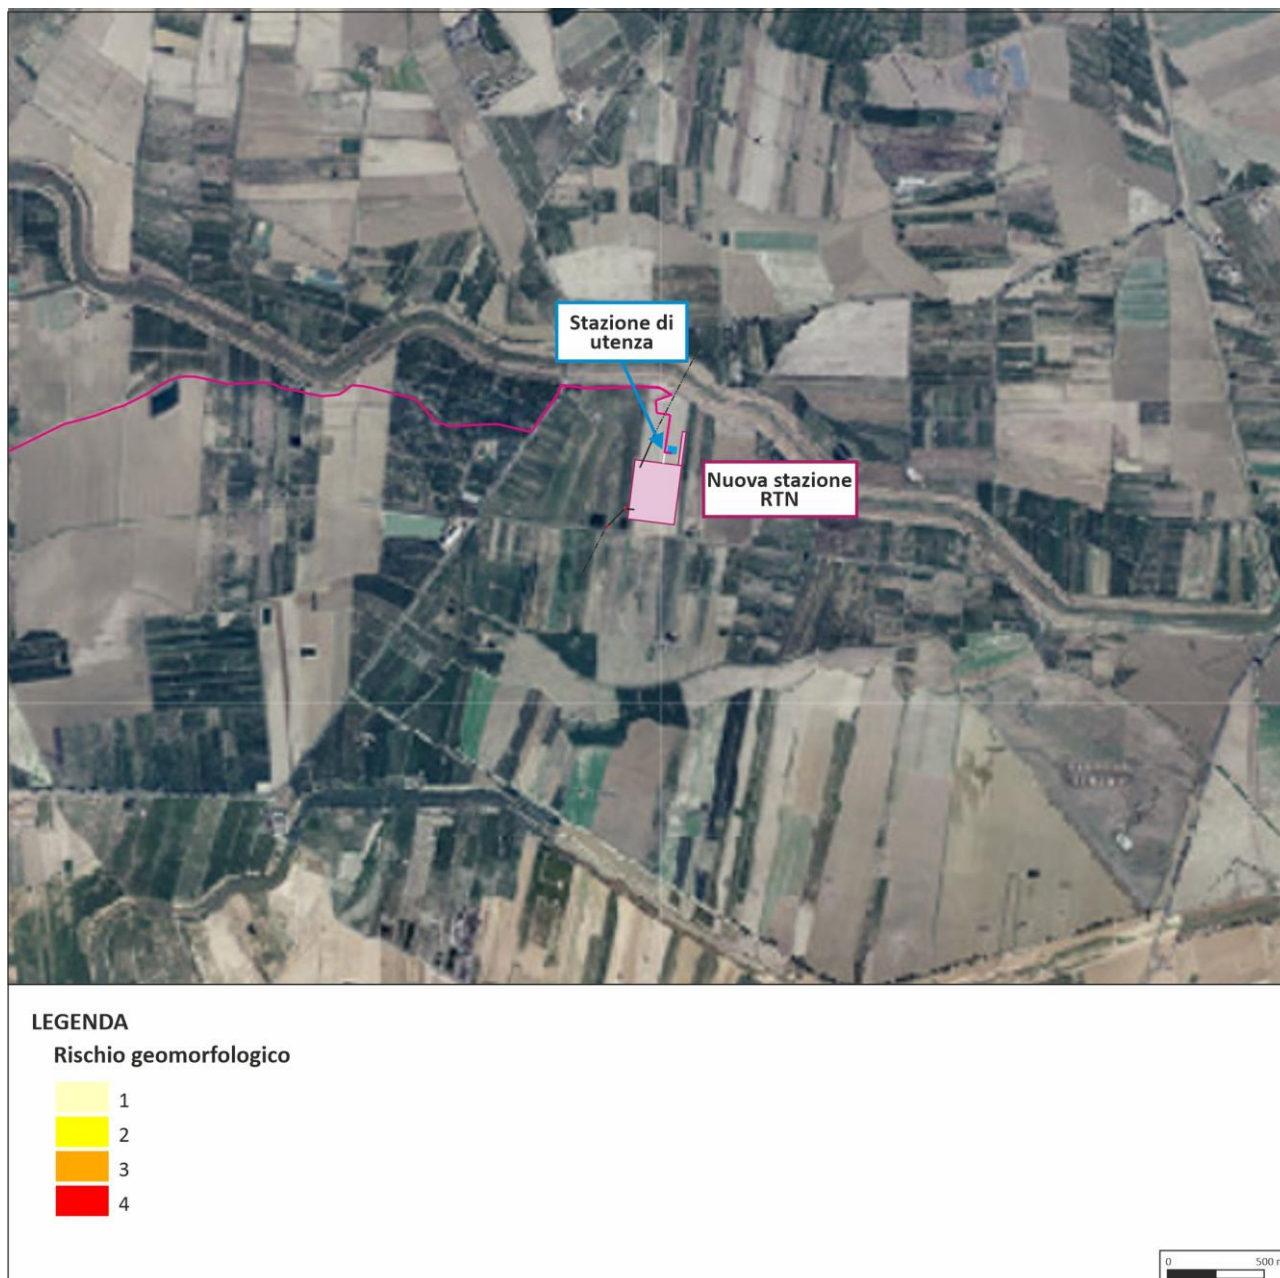 Stazione di
utenza
Nuova stazione
RTN
LEGENDA
Rischio geomorfologico
1
2
3
4
0 500